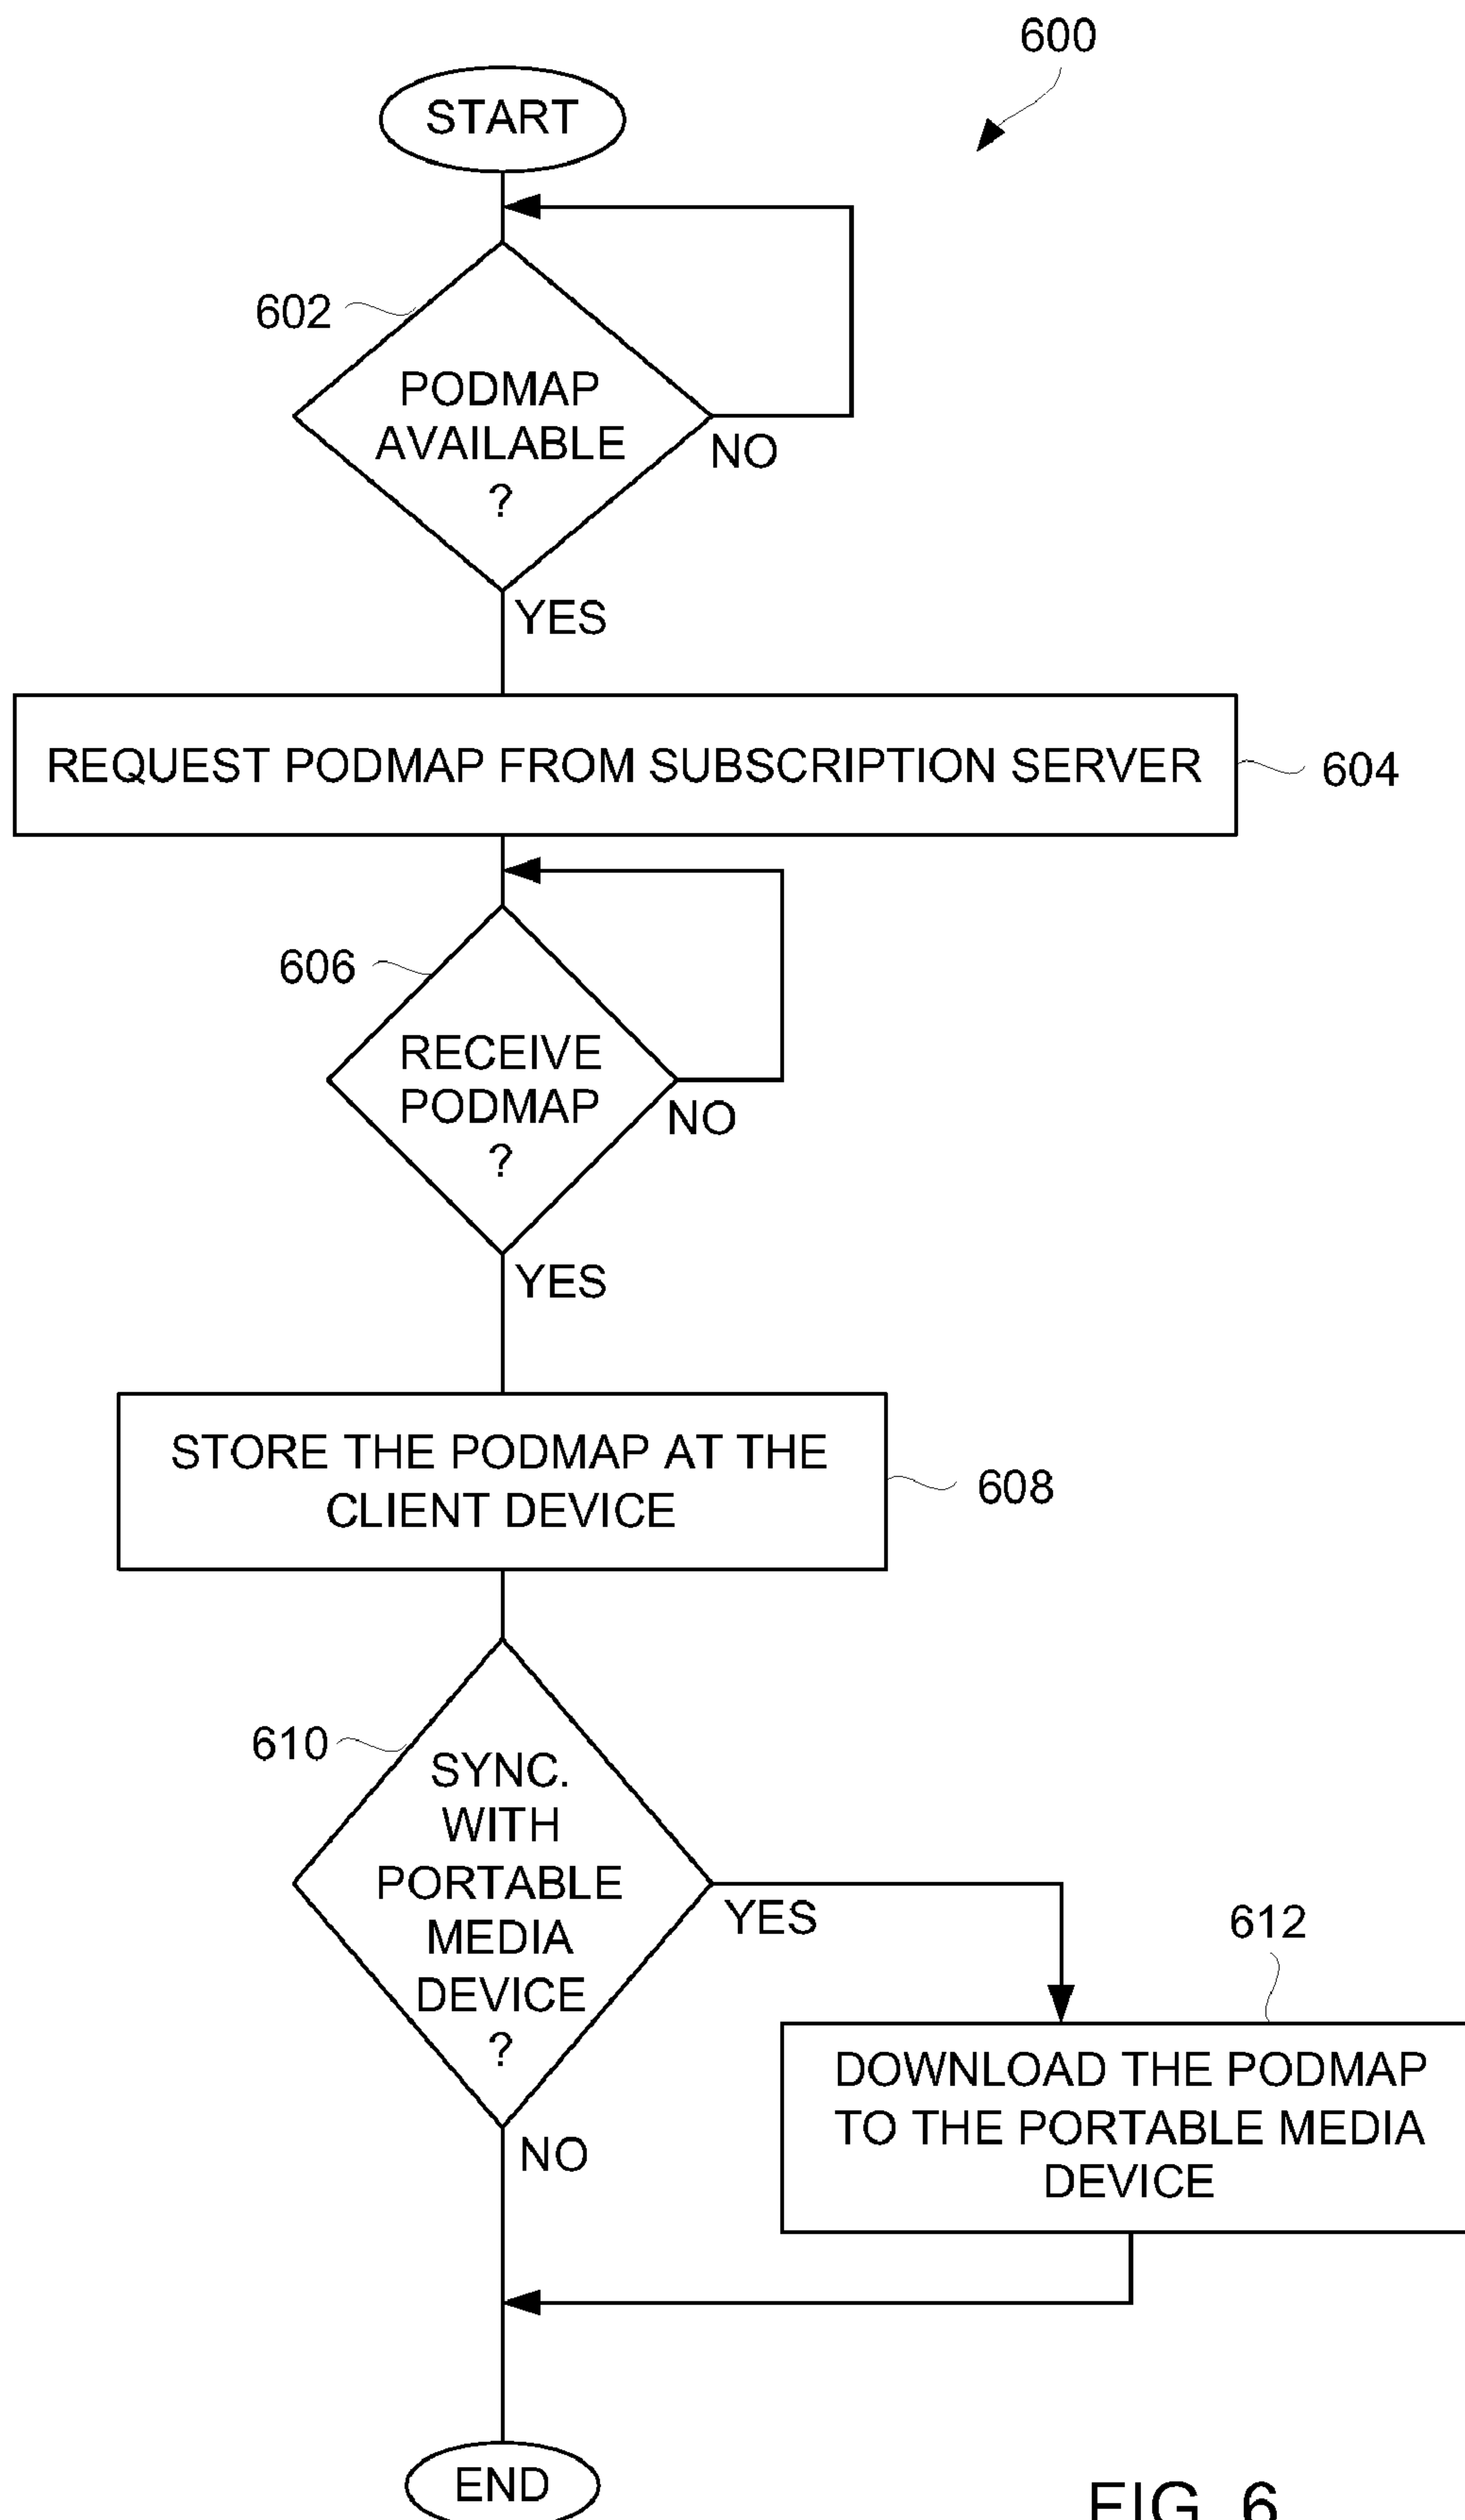 600
START
602
PODMAP
AVAILABLE
?
NO
YES
REQUEST PODMAP FROM SUBSCRIPTION SERVER
604
606
RECEIVE
PODMAP
?
NO
YES
STORE THE PODMAP AT THE
CLIENT DEVICE
608
610
SYNC.
WITH
PORTABLE
MEDIA
DEVICE
?
YES
612
DOWNLOAD THE PODMAP
TO THE PORTABLE MEDIA
DEVICE
NO
END
FIG. 6